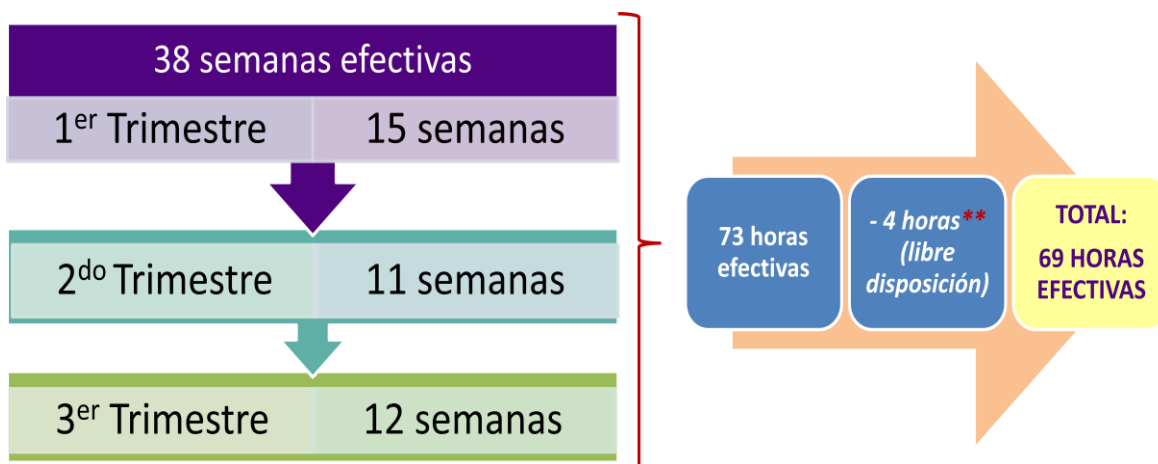 38 semanas efectivas
1er Trimestre
15 semanas
2do Trimestre
11 semanas
3er Trimestre
12 semanas
73 horas
efectivas
- 4 horas**
(libre
disposición)
TOTAL:
69 HORAS
EFECTIVAS